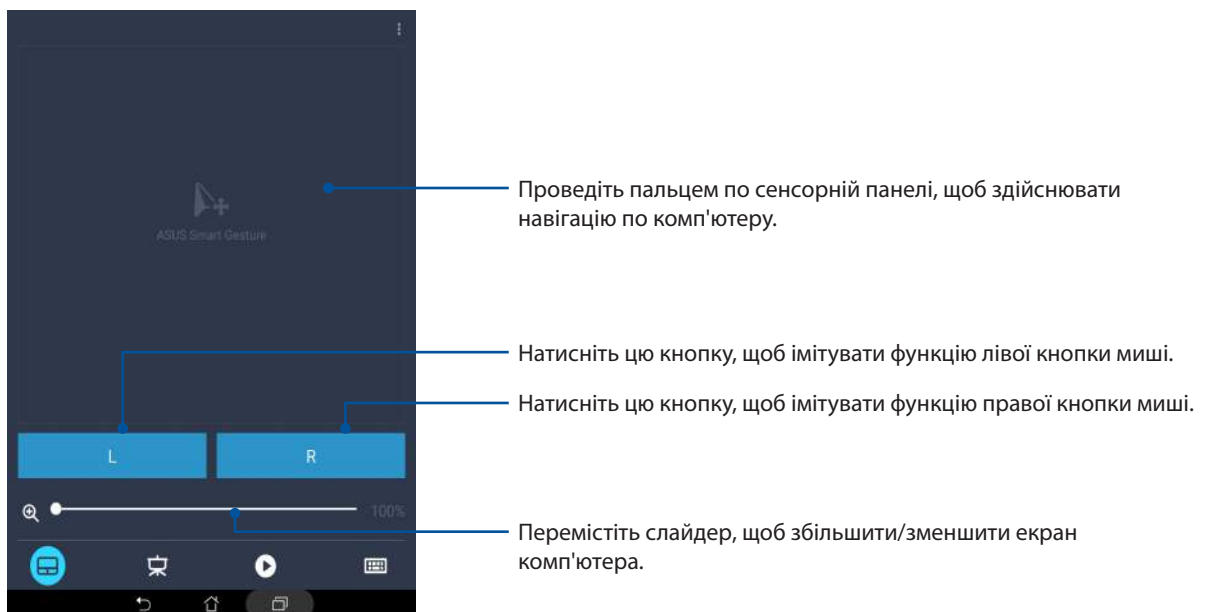 Проведіть пальцем по сенсорній панелі, щоб здійснювати
навігацію по комп'ютеру.
ASUS Smart Gesture
Натисніть цю кнопку, щоб імітувати функцію лівої кнопки миші.
Натисніть цю кнопку, щоб імітувати функцію правої кнопки миші.
L
R
100%
Перемістіть слайдер, щоб збільшити/зменшити екран
комп'ютера.